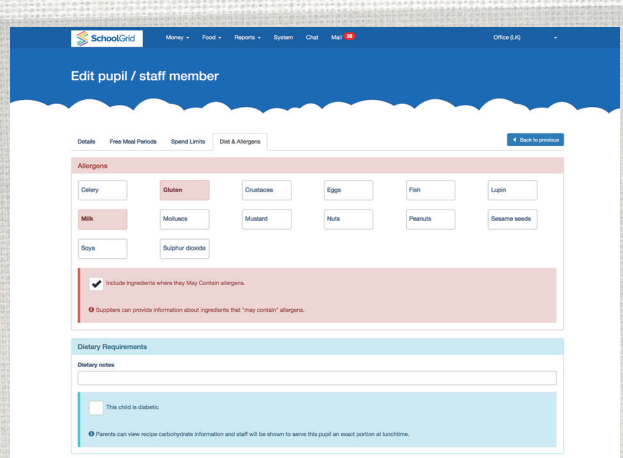 SchoolGrid Money Food Reports System Chat Mail Office (LK)
Edit pupil / staff member
Details Free Meal Periods Spend Limits Diet & Allergens Back to previous
Allergens
Celery Gluten Crustacea Eggs Fish Lupin
Milk Molluscs Mustard Nuts Peanuts Sesame seeds
Soya Sulphur dioxide
Include ingredients where they May Contain allergens.
Suppliers can provide information about ingredients that "may contain" allergens.
Dietary Requirements
Dietary notes
This child is diabetic
Parents can view recipe carbohydrate information and staff will be shown to serve this pupil an exact portion at lunchtime.